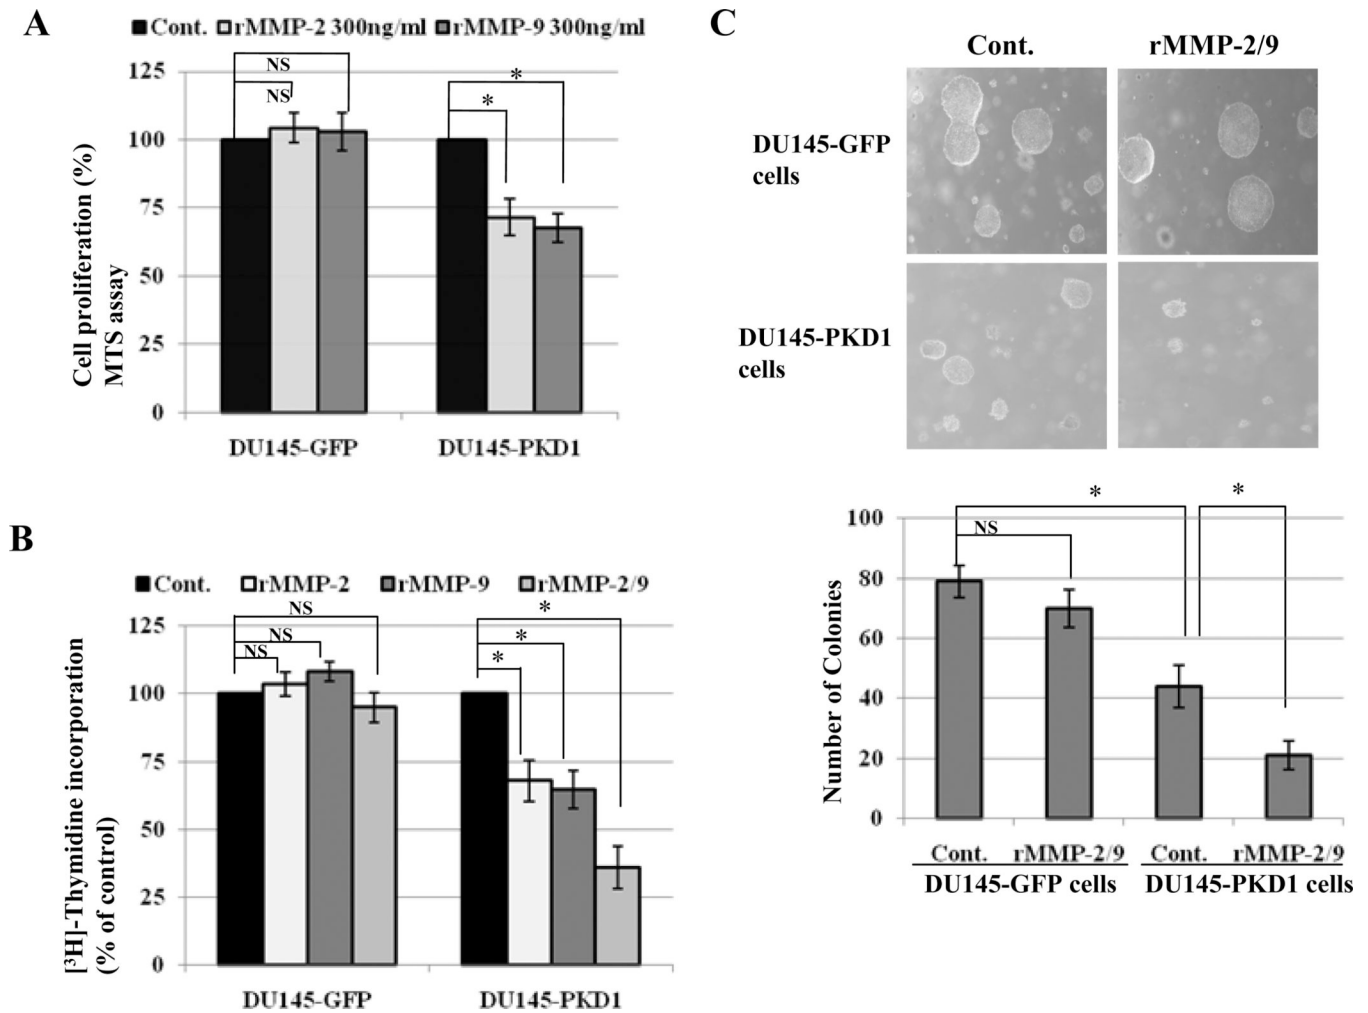 A
Cont. rMMP-2 300ng/ml rMMP-9 300ng/ml
NS
NS
*
*
125
100
75
50
25
0
Cell proliferation (%)
MTS assay
DU145-GFP DU145-PKD1
B
Cont. rMMP-2 rMMP-9 rMMP-2/9
NS
NS
NS
*
*
*
125
100
75
50
25
0
[³H]-Thymidine incorporation
(% of control)
DU145-GFP DU145-PKD1
C
Cont. rMMP-2/9
DU145-GFP
cells
DU145-PKD1
cells
*
*
NS
100
80
60
40
20
0
Number of Colonies
Cont. rMMP-2/9 Cont. rMMP-2/9
DU145-GFP cells DU145-PKD1 cells